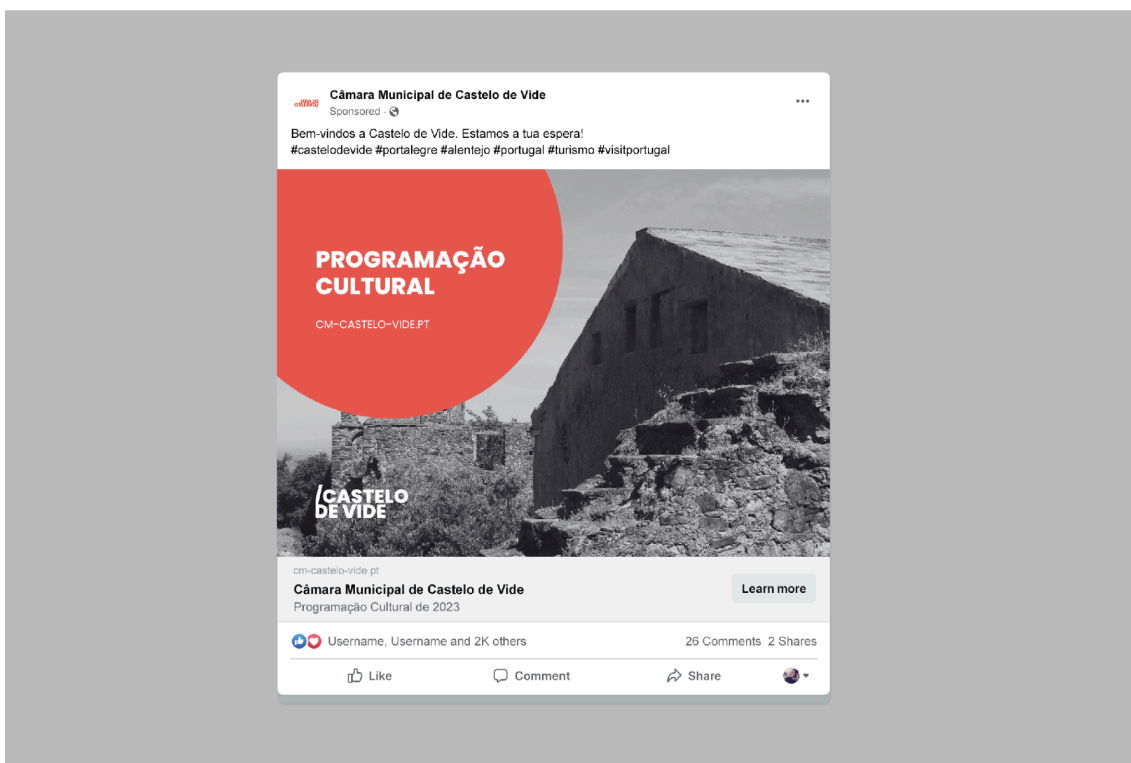 Câmara Municipal de Castelo de Vide
Sponsored ·
Bem-vindos a Castelo de Vide. Estamos a tua espera!
#castelodevide #portalegre #alentejo #portugal #turismo #visitportugal
PROGRAMAÇÃO
CULTURAL
CM-CASTELO-VIDE.PT
/CASTELO
DE VIDE
cm-castelo-vide.pt
Câmara Municipal de Castelo de Vide
Programação Cultural de 2023
Learn more
Username, Username and 2K others
26 Comments 2 Shares
Like
Comment
Share